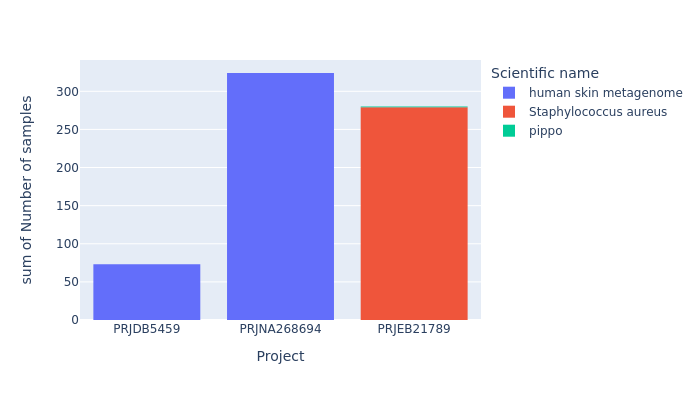 Scientific name
human skin metagenome
Staphylococcus aureus
pippo
sum of Number of samples
300
250
200
150
100
50
0
PRJDB5459 PRJNA268694 PRJEB21789
Project